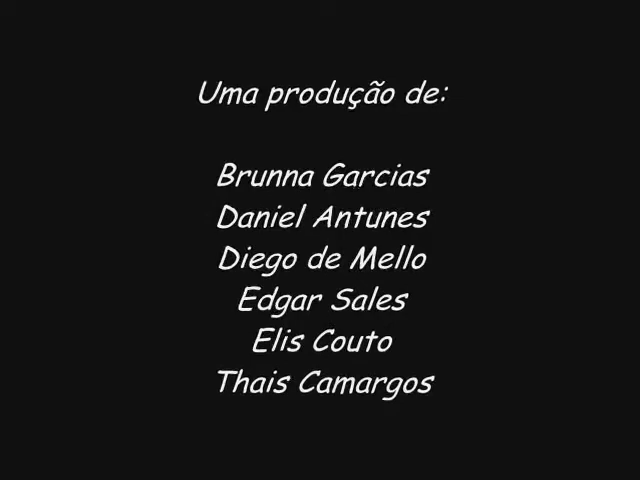 Uma produção de:
Brunna Garcias
Daniel Antunes
Diego de Mello
Edgar Sales
Elis Couto
Thais Camargos